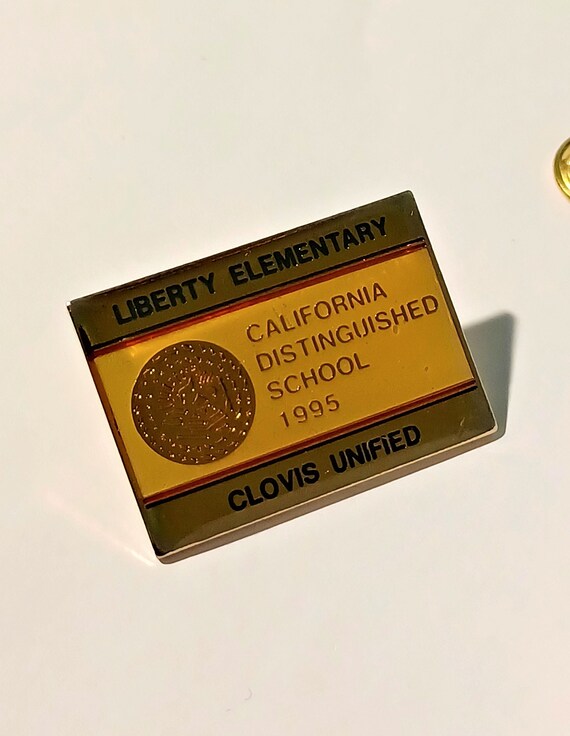 LIBERTY ELEMENTARY
CALIFORNIA
DISTINGUISHED
SCHOOL
1995
CLOVIS UNIFiED